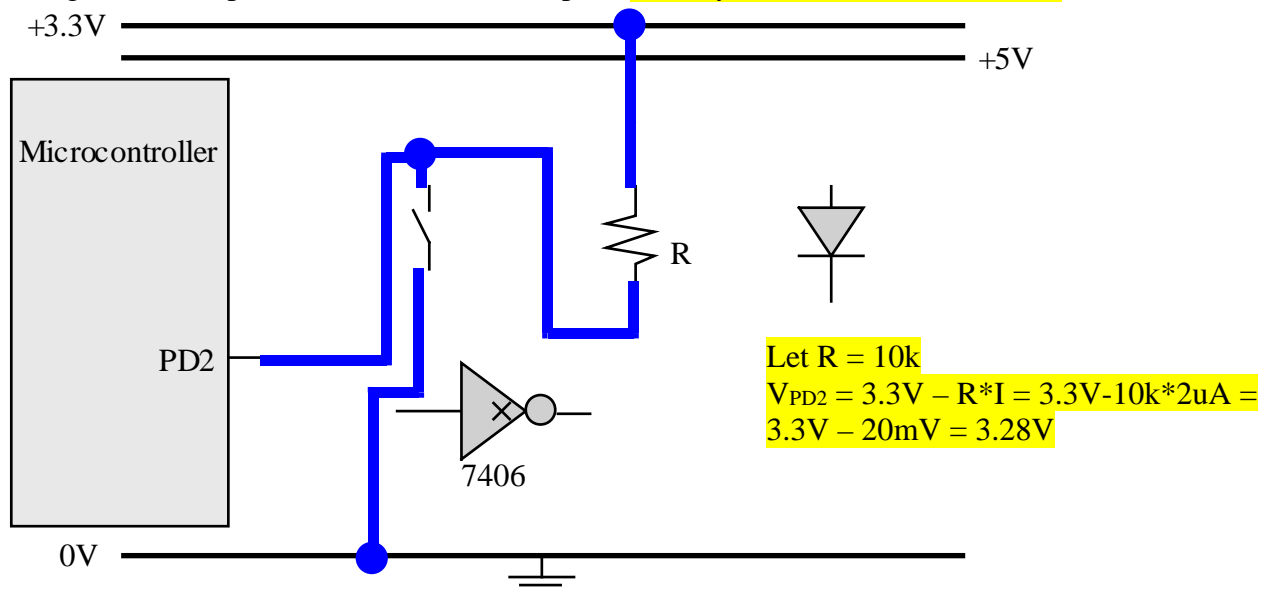 +3.3V
+5V
Microcontroller
R
PD2
Let R = 10k
VPD2 = 3.3V – R*I = 3.3V-10k*2uA =
3.3V – 20mV = 3.28V
7406
0V